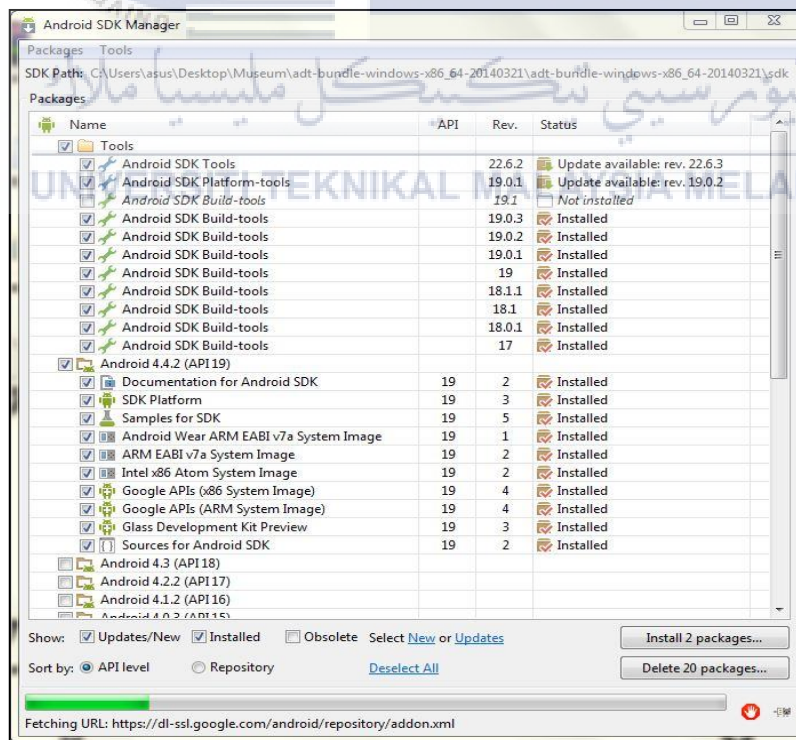 Android SDK Manager
Packages Tools
SDK Path: C:\Users\asus\Desktop\Museum\adt-bundle-windows-x86_64-20140321\adt-bundle-windows-x86_64-20140321\sdk
Packages
Name API Rev. Status
Tools
Android SDK Tools 22.6.2 Update available: rev. 22.6.3
Android SDK Platform-tools 19.0.1 Update available: rev. 19.0.2
UNIVERSITI TEKNIKAL MALAYSIA MELA
Android SDK Build-tools 19.1 Not installed
Android SDK Build-tools 19.0.3 Installed
Android SDK Build-tools 19.0.2 Installed
Android SDK Build-tools 19.0.1 Installed
Android SDK Build-tools 19 Installed
Android SDK Build-tools 18.1.1 Installed
Android SDK Build-tools 18.1 Installed
Android SDK Build-tools 18.0.1 Installed
Android SDK Build-tools 17 Installed
Android 4.4.2 (API 19)
Documentation for Android SDK 19 2 Installed
SDK Platform 19 3 Installed
Samples for SDK 19 5 Installed
Android Wear ARM EABI v7a System Image 19 1 Installed
ARM EABI v7a System Image 19 2 Installed
Intel x86 Atom System Image 19 2 Installed
Google APIs (x86 System Image) 19 4 Installed
Google APIs (ARM System Image) 19 4 Installed
Glass Development Kit Preview 19 3 Installed
Sources for Android SDK 19 2 Installed
Android 4.3 (API 18)
Android 4.2.2 (API 17)
Android 4.1.2 (API 16)
Android 4.0.3 (API 15)
Show: Updates/New Installed Obsolete Select New or Updates Install 2 packages...
Sort by: API level Repository Deselect All Delete 20 packages...
Fetching URL: https://dl-ssl.google.com/android/repository/addon.xml